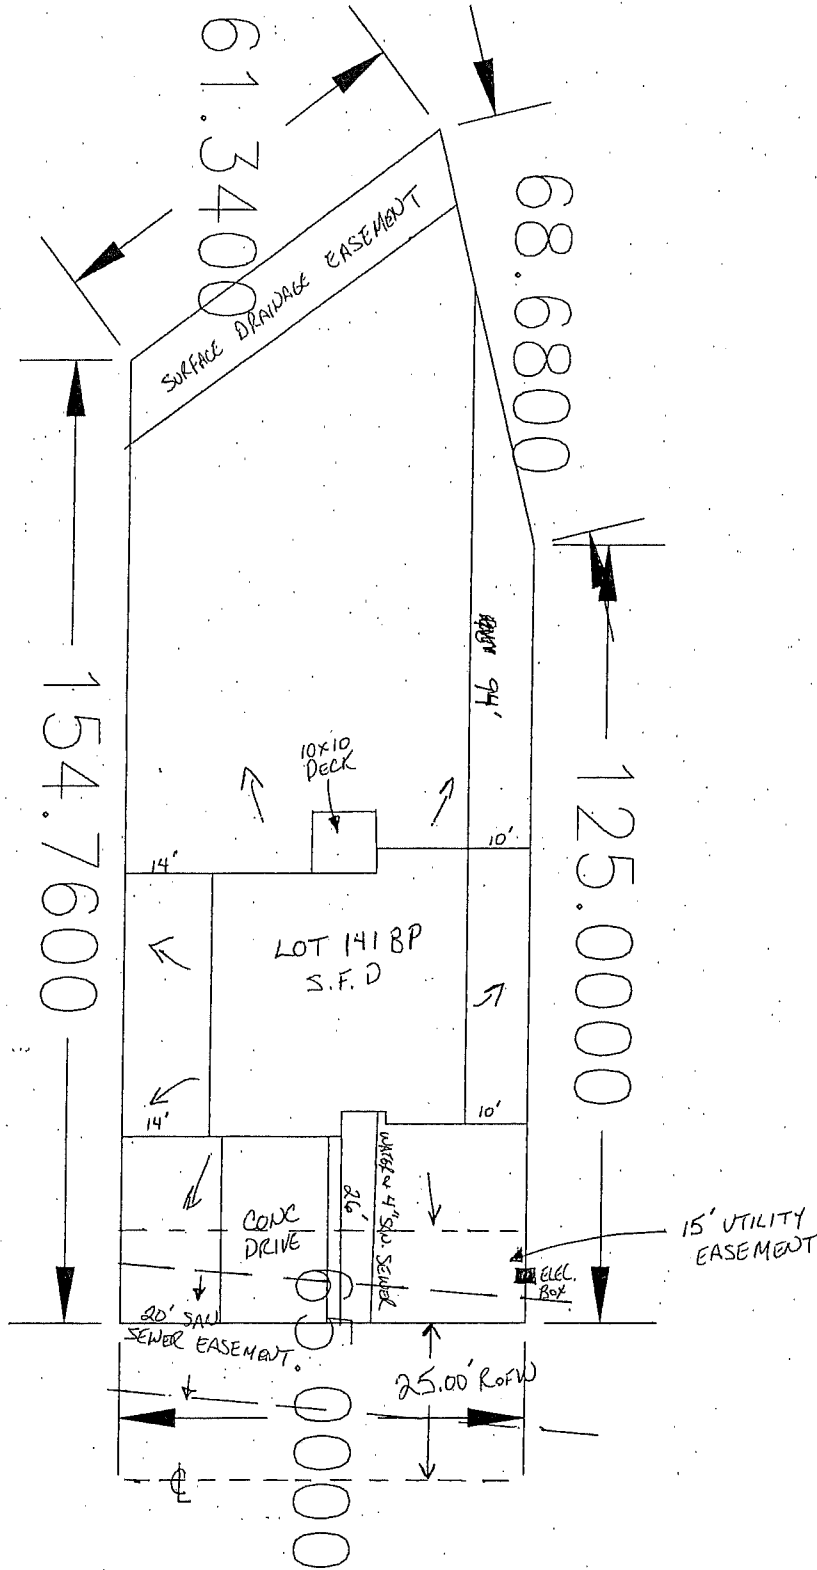 61.3400
68.6800
SURFACE DRAINAGE EASEMENT
94'
154.7600
125.0000
10x10
DECK
14'
10'
LOT 141 BP
S.F.D
14'
10'
26'
WATER & 4" SAN. SEWER
CONC
DRIVE
15' UTILITY
EASEMENT
ELEC.
BOX
20' SAN
SEWER EASEMENT
25.00' RofW
.0000
℄